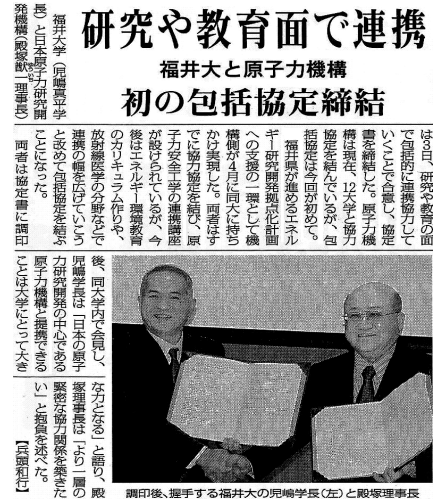 研究や教育面で連携
福井大と原子力機構
初の包括協定締結
福井大学（児嶋眞平学
長）と日本原子力研究開
発機構（殿塚猷一理事長）
は3日、研究や教育の面
で包括的に連携協力して
いくことで合意し、協定
書を締結した。原子力機
構は現在、12大学と協力
協定を結んでいるが、包
括協定は今回が初めて。
福井県が進めるエネル
ギー研究開発拠点化計画
への支援の一環として機
構側が4月に同大に持ち
かけ実現した。両者はす
でに協力協定を結び、原
子力安全工学の連携講座
が設けられているが、今
後はエネルギー環境教育
のカリキュラム作りや、
放射線医学の分野などで
連携の幅を広げていこう
と改めて包括協定を結ぶ
ことになった。
両者は協定書に調印
後、同大学内で会見し、
児嶋学長は「日本の原子
力研究開発の中心である
原子力機構と提携できる
ことは大学にとって大き
な力となる」と語り、殿
塚理事長は「より一層の
緊密な協力関係を築きた
い」と抱負を述べた。
【兵頭和行】
調印後、握手する福井大の児嶋学長(左)と殿塚理事長